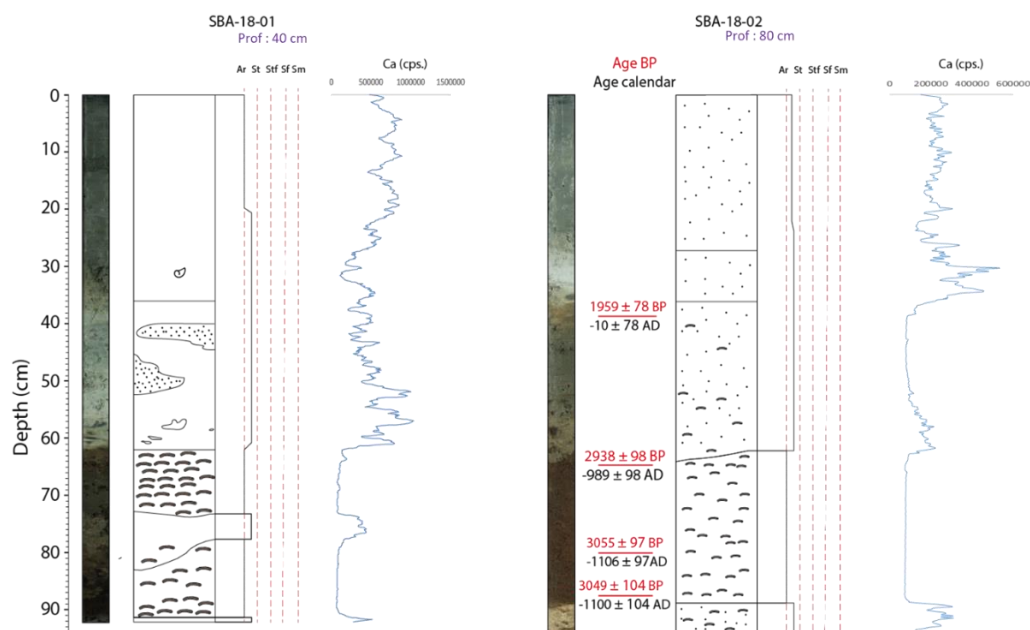 SBA-18-01
Prof : 40 cm
Ar St Stf Sf Sm
Ca (cps.)
0 500000 1000000 1500000
Depth (cm)
0
10
20
30
40
50
60
70
80
90
SBA-18-02
Prof : 80 cm
Age BP
Age calendar
Ar St Stf Sf Sm
Ca (cps.)
0 200000 400000 600000
1959 ± 78 BP
-10 ± 78 AD
2938 ± 98 BP
-989 ± 98 AD
3055 ± 97 BP
-1106 ± 97AD
3049 ± 104 BP
-1100 ± 104 AD